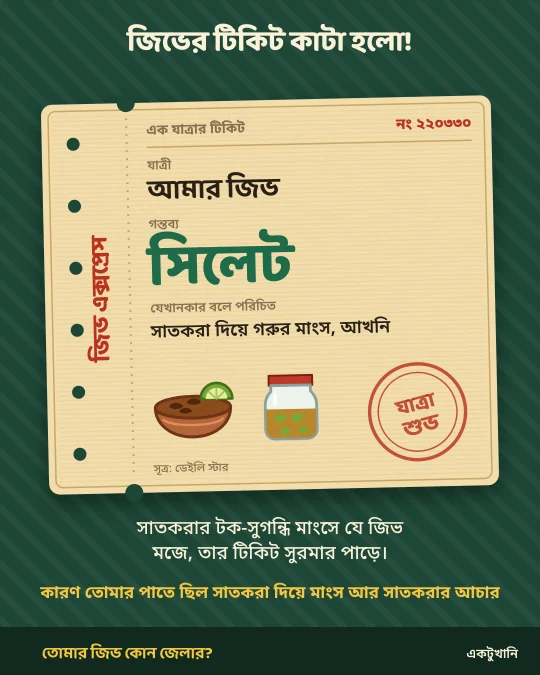 জিভের টিকিট কাটা হলো!
এক যাত্রার টিকিট
নং ২২০৩৩০
যাত্রী
আমার জিভ
গন্তব্য
সিলেট
যেখানকার বলে পরিচিত
সাতকরা দিয়ে গরুর মাংস, আখনি
জিভ এক্সপ্রেস
যাত্রা
শুভ
সূত্র: ডেইলি স্টার
সাতকরার টক-সুগন্ধি মাংসে যে জিভ
মজে, তার টিকিট সুরমার পাড়ে।
কারণ তোমার পাতে ছিল সাতকরা দিয়ে মাংস আর সাতকরার আচার
তোমার জিভ কোন জেলার?
একটুখানি